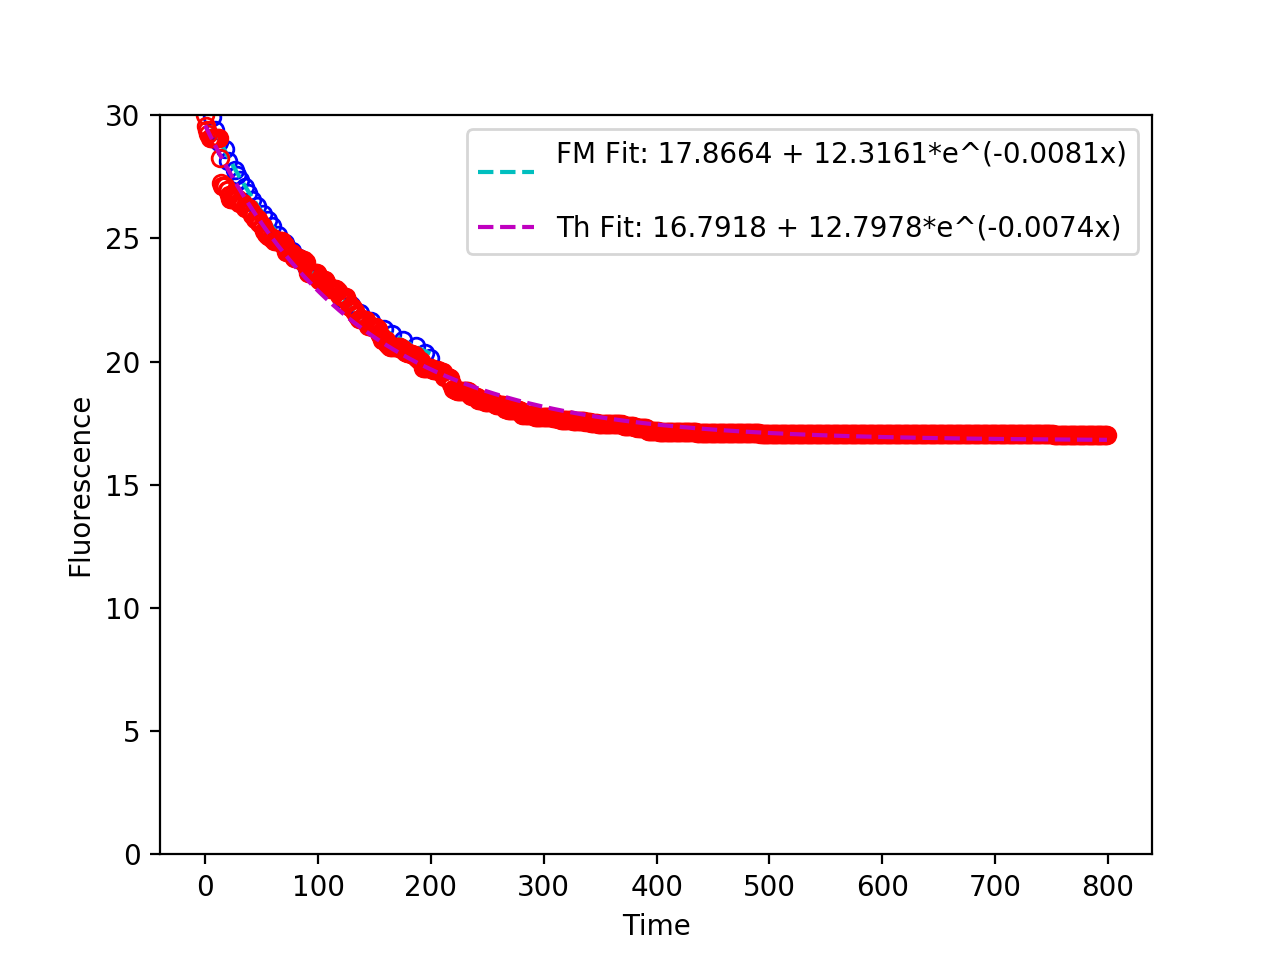 30
25
20
15
10
5
0
Fluorescence
FM Fit: 17.8664 + 12.3161*e^(-0.0081x)
Th Fit: 16.7918 + 12.7978*e^(-0.0074x)
0 100 200 300 400 500 600 700 800
Time